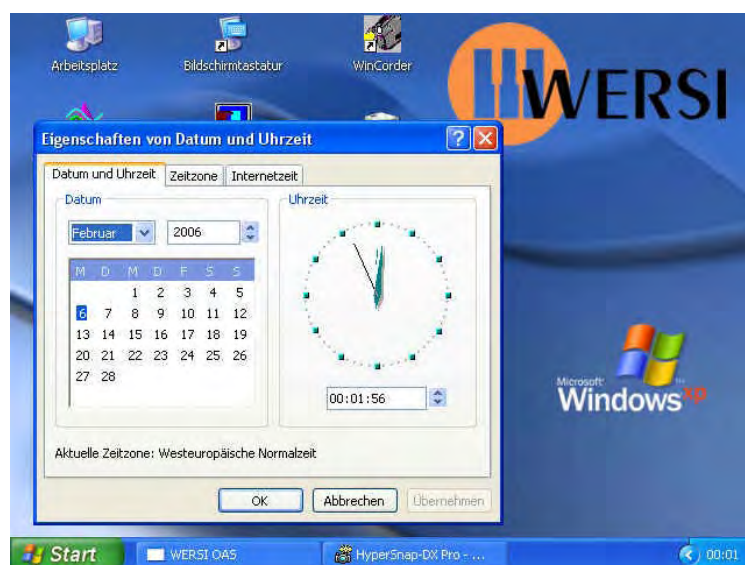 Arbeitsplatz
Bildschirmtastatur
WinCorder
WERSI
Eigenschaften von Datum und Uhrzeit
Datum und Uhrzeit Zeitzone Internetzeit
Datum
Uhrzeit
Februar 2006
M D M D F S S
1 2 3 4 5
6 7 8 9 10 11 12
13 14 15 16 17 18 19
20 21 22 23 24 25 26
27 28
00:01:56
Microsoft
Windows xp
Aktuelle Zeitzone: Westeuropäische Normalzeit
OK Abbrechen Übernehmen
Start WERSI OAS HyperSnap-DX Pro - ... 00:01